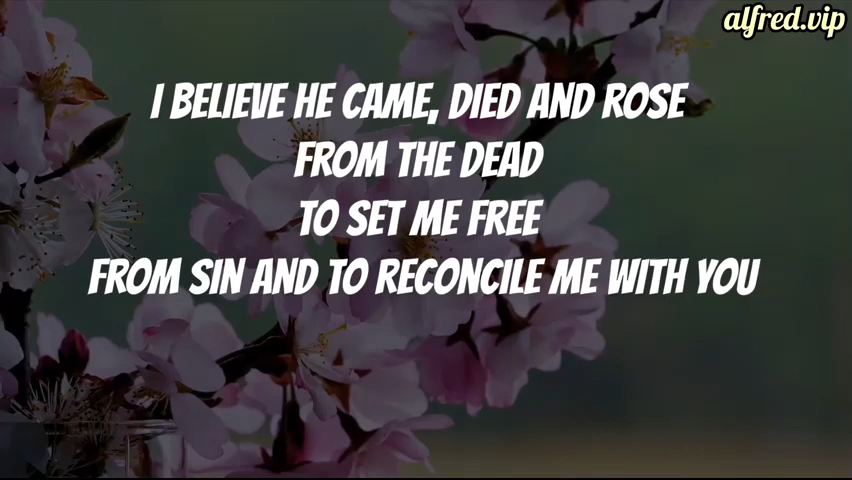 alfred.vip
I BELIEVE HE CAME, DIED AND ROSE
FROM THE DEAD
TO SET ME FREE
FROM SIN AND TO RECONCILE ME WITH YOU